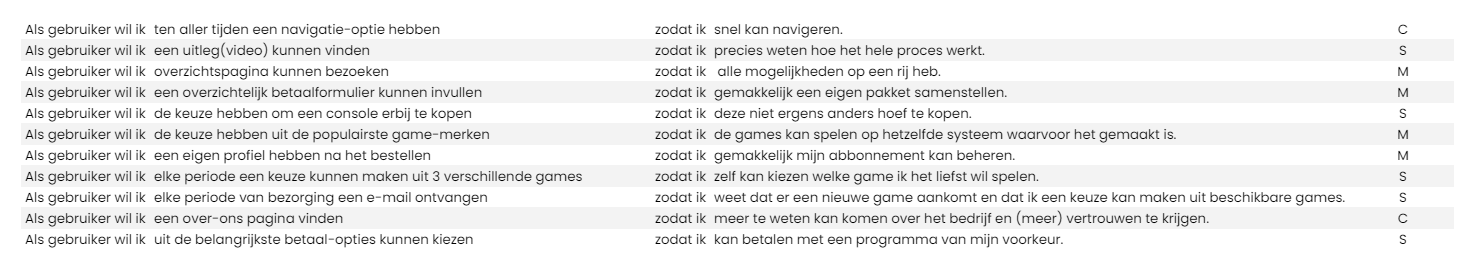 Als gebruiker wil ik ten aller tijden een navigatie-optie hebben zodat ik snel kan navigeren. C
Als gebruiker wil ik een uitleg(video) kunnen vinden zodat ik precies weten hoe het hele proces werkt. S
Als gebruiker wil ik overzichtspagina kunnen bezoeken zodat ik alle mogelijkheden op een rij heb. M
Als gebruiker wil ik een overzichtelijk betaalformulier kunnen invullen zodat ik gemakkelijk een eigen pakket samenstellen. M
Als gebruiker wil ik de keuze hebben om een console erbij te kopen zodat ik deze niet ergens anders hoef te kopen. S
Als gebruiker wil ik de keuze hebben uit de populairste game-merken zodat ik de games kan spelen op hetzelfde systeem waarvoor het gemaakt is. M
Als gebruiker wil ik een eigen profiel hebben na het bestellen zodat ik gemakkelijk mijn abbonnement kan beheren. M
Als gebruiker wil ik elke periode een keuze kunnen maken uit 3 verschillende games zodat ik zelf kan kiezen welke game ik het liefst wil spelen. S
Als gebruiker wil ik elke periode van bezorging een e-mail ontvangen zodat ik weet dat er een nieuwe game aankomt en dat ik een keuze kan maken uit beschikbare games. S
Als gebruiker wil ik een over-ons pagina vinden zodat ik meer te weten kan komen over het bedrijf en (meer) vertrouwen te krijgen. C
Als gebruiker wil ik uit de belangrijkste betaal-opties kunnen kiezen zodat ik kan betalen met een programma van mijn voorkeur. S